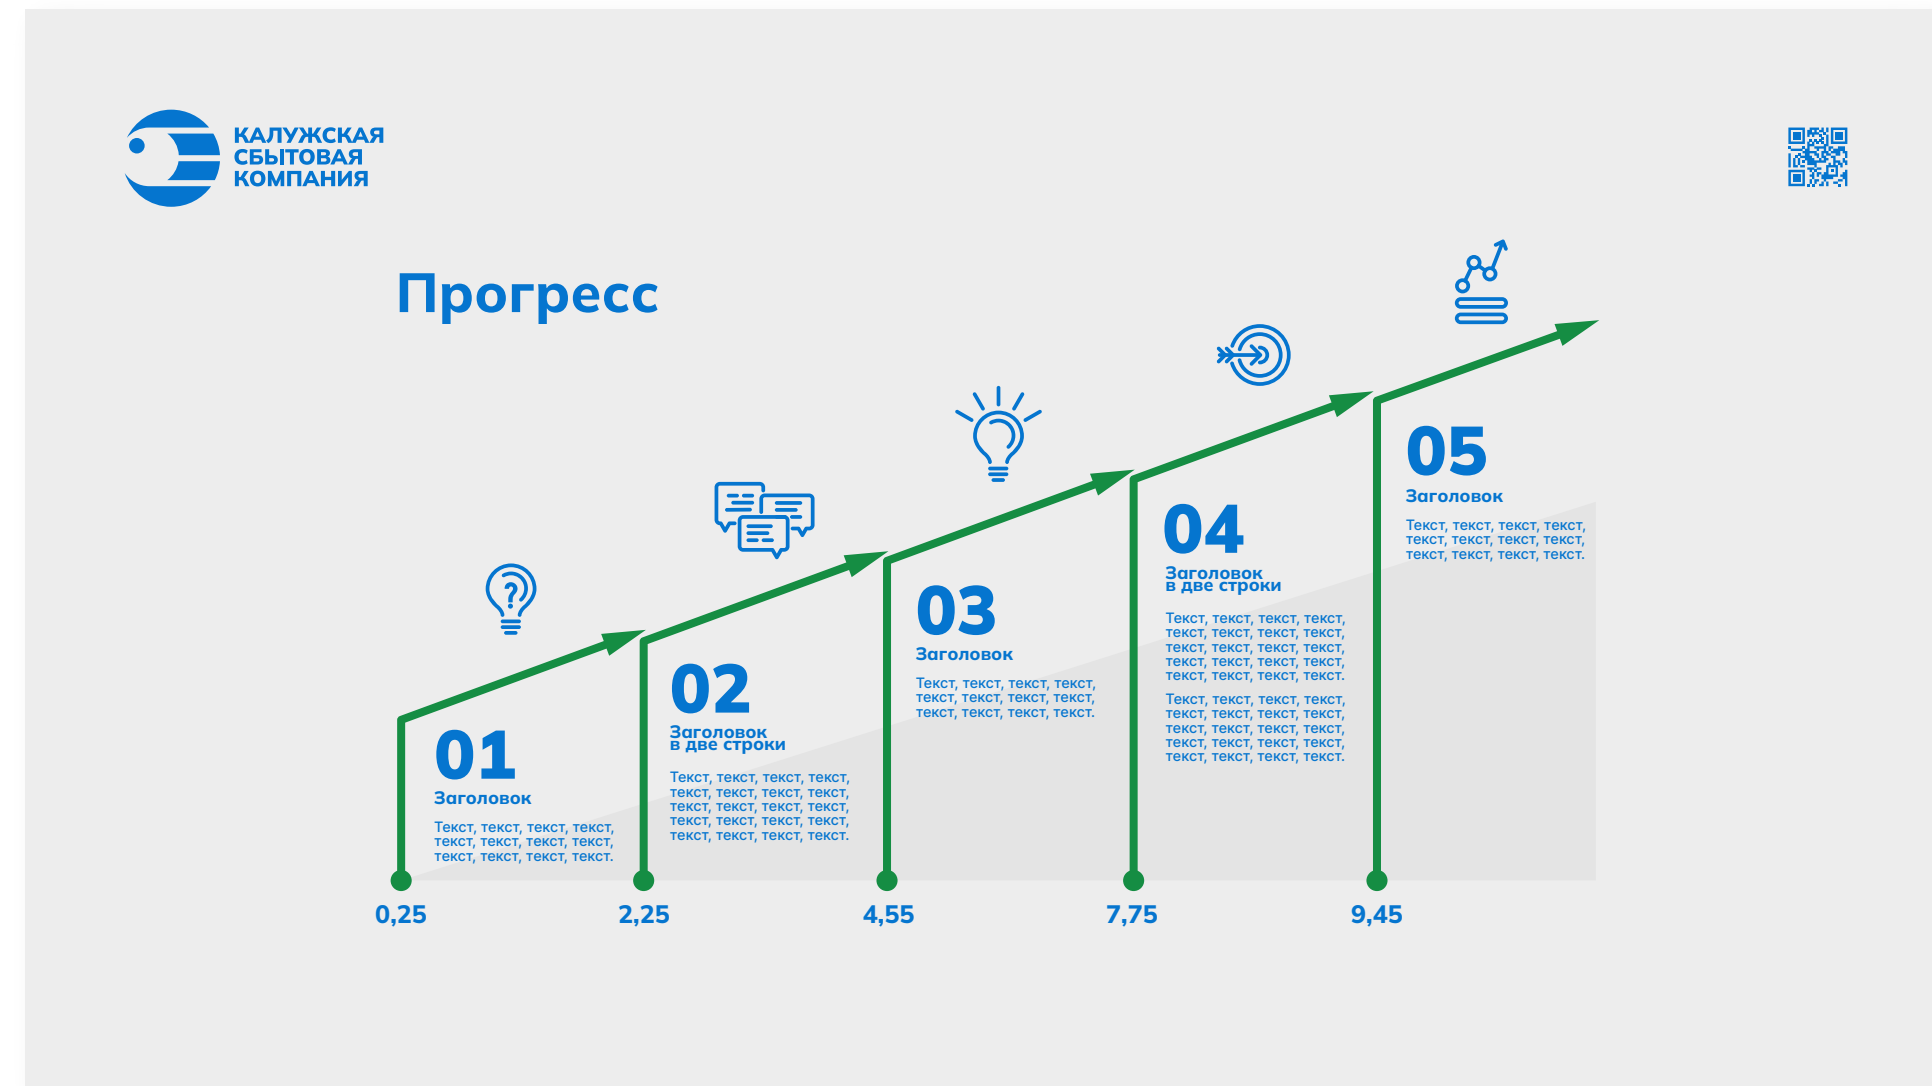 КАЛУЖСКАЯ
СБЫТОВАЯ
КОМПАНИЯ
Прогресс
01
Заголовок
Текст, текст, текст, текст,
текст, текст, текст, текст,
текст, текст, текст, текст.
02
Заголовок
в две строки
Текст, текст, текст, текст,
текст, текст, текст, текст,
текст, текст, текст, текст,
текст, текст, текст, текст,
текст, текст, текст, текст.
03
Заголовок
Текст, текст, текст, текст,
текст, текст, текст, текст,
текст, текст, текст, текст.
04
Заголовок
в две строки
Текст, текст, текст, текст,
текст, текст, текст, текст,
текст, текст, текст, текст,
текст, текст, текст, текст,
текст, текст, текст, текст.
Текст, текст, текст, текст,
текст, текст, текст, текст,
текст, текст, текст, текст,
текст, текст, текст, текст,
текст, текст, текст, текст.
05
Заголовок
Текст, текст, текст, текст,
текст, текст, текст, текст,
текст, текст, текст, текст.
0,25
2,25
4,55
7,75
9,45